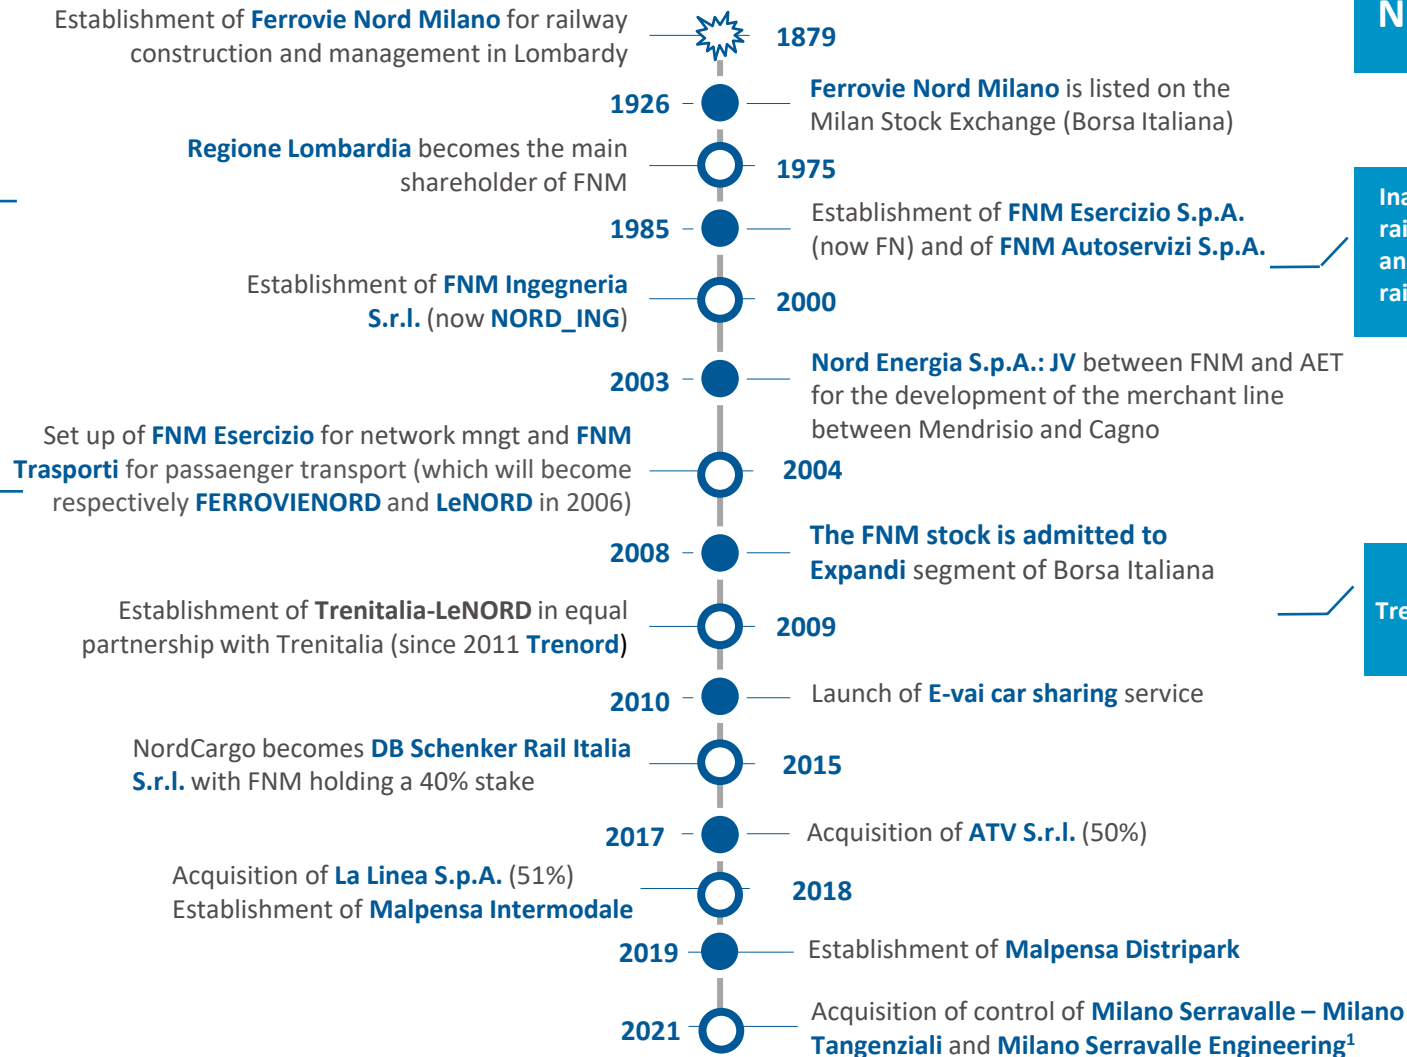 Establishment of Ferrovie Nord Milano for railway
construction and management in Lombardy
1879
1926
Ferrovie Nord Milano is listed on the
Milan Stock Exchange (Borsa Italiana)
Regione Lombardia becomes the main
shareholder of FNM
1975
1985
Establishment of FNM Esercizio S.p.A.
(now FN) and of FNM Autoservizi S.p.A.
Establishment of FNM Ingegneria
S.r.l. (now NORD_ING)
2000
2003
Nord Energia S.p.A.: JV between FNM and AET
for the development of the merchant line
between Mendrisio and Cagno
Set up of FNM Esercizio for network mngt and FNM
Trasporti for passaenger transport (which will become
respectively FERROVIENORD and LeNORD in 2006)
2004
2008
The FNM stock is admitted to
Expandi segment of Borsa Italiana
Establishment of Trenitalia-LeNORD in equal
partnership with Trenitalia (since 2011 Trenord)
2009
2010
Launch of E-vai car sharing service
NordCargo becomes DB Schenker Rail Italia
S.r.l. with FNM holding a 40% stake
2015
2017
Acquisition of ATV S.r.l. (50%)
Acquisition of La Linea S.p.A. (51%)
Establishment of Malpensa Intermodale
2018
2019
Establishment of Malpensa Distripark
2021
Acquisition of control of Milano Serravalle – Milano
Tangenziali and Milano Serravalle Engineering¹